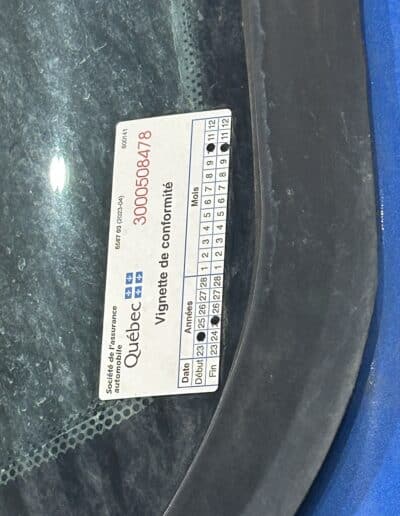 Société de l'assurance
automobile
Québec
6587 03 (2023-04)
800141
3000508478
Vignette de conformité
Date Années Mois
Début 23 25 26 27 28 1 2 3 4 5 6 7 8 9 11 12
Fin 23 24 26 27 28 1 2 3 4 5 6 7 8 9 11 12